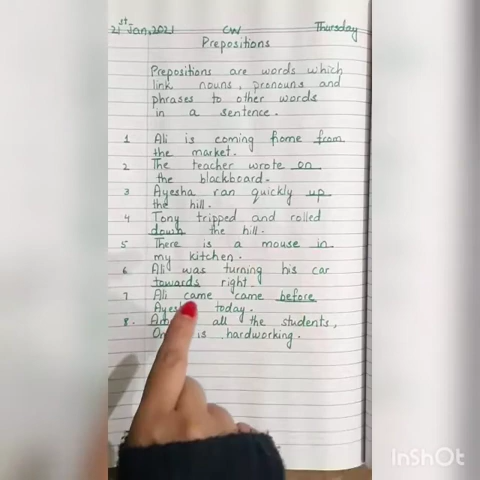 21st Jan, 2021 CW Thursday
Prepositions
Prepositions are words which
link nouns, pronouns and
phrases to other words
in a sentence.
1 Ali is coming home from
the market.
2 The teacher wrote on
the blackboard.
3 Ayesha ran quickly up
the hill.
4 Tony tripped and rolled
down the hill.
5 There is a mouse in
my kitchen.
6 Ali was turning his car
towards right.
7 Ali came came before
today.
8. all the students,
is hardworking.
InShOt